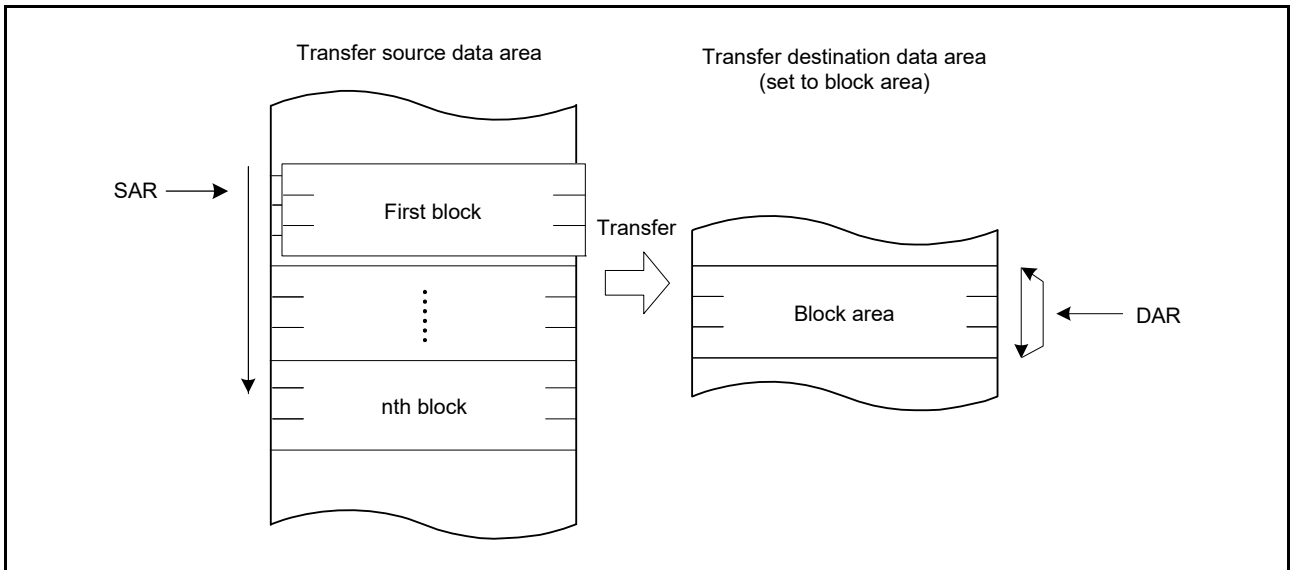 Transfer source data area
Transfer destination data area
(set to block area)
SAR
First block
Transfer
Block area
DAR
nth block